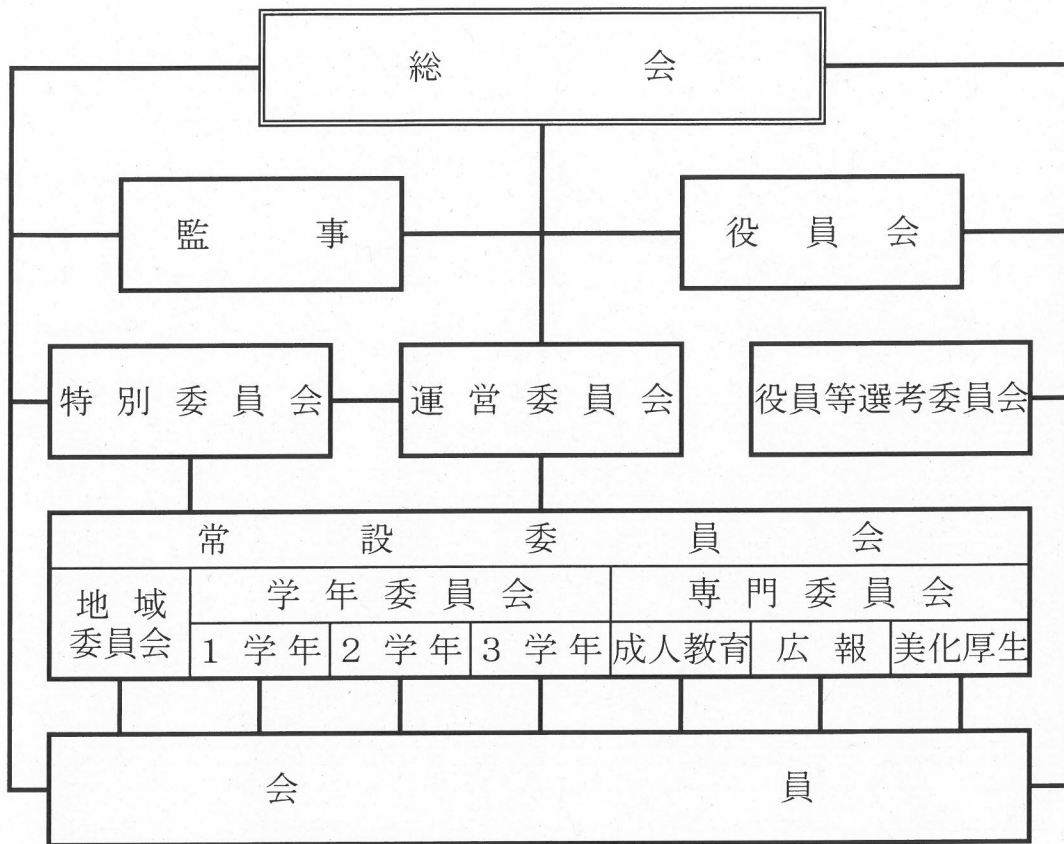 総会
監事
役員会
特別委員会
運営委員会
役員等選考委員会
常設委員会
地域
委員会
学年委員会
専門委員会
1学年
2学年
3学年
成人教育
広報
美化厚生
会員